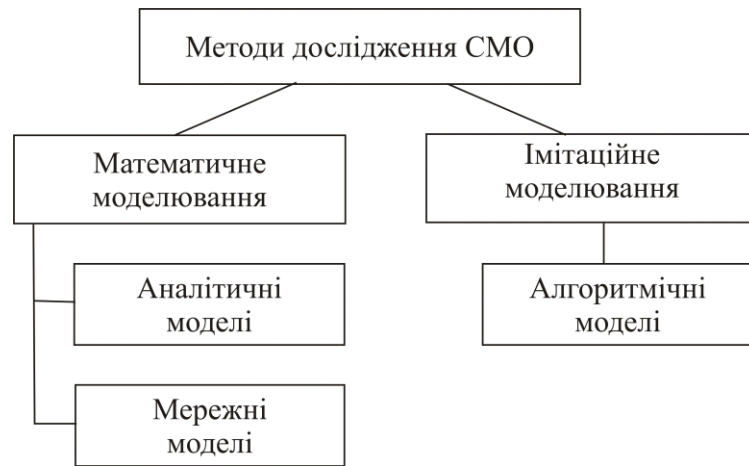 Методи дослідження СМО
Математичне
моделювання
Імітаційне
моделювання
Аналітичні
моделі
Алгоритмічні
моделі
Мережні
моделі